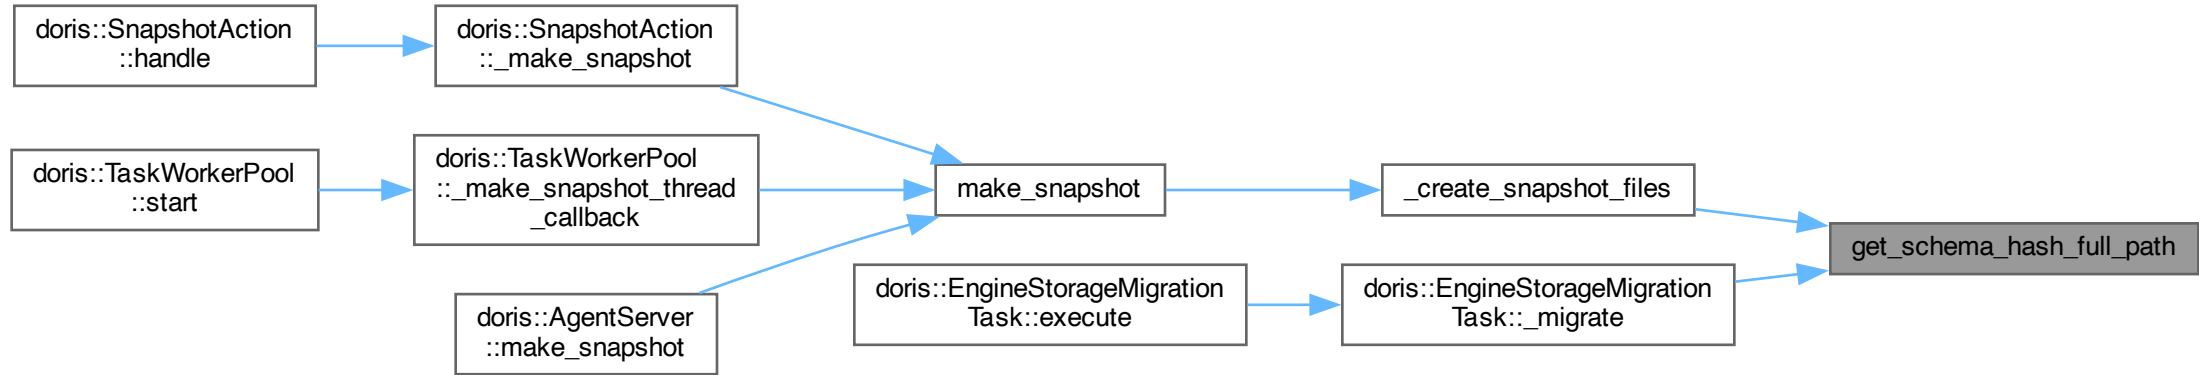 doris::SnapshotAction
::handle
doris::SnapshotAction
::_make_snapshot
doris::TaskWorkerPool
::start
doris::TaskWorkerPool
::_make_snapshot_thread
_callback
make_snapshot
_create_snapshot_files
get_schema_hash_full_path
doris::AgentServer
::make_snapshot
doris::EngineStorageMigration
Task::execute
doris::EngineStorageMigration
Task::_migrate